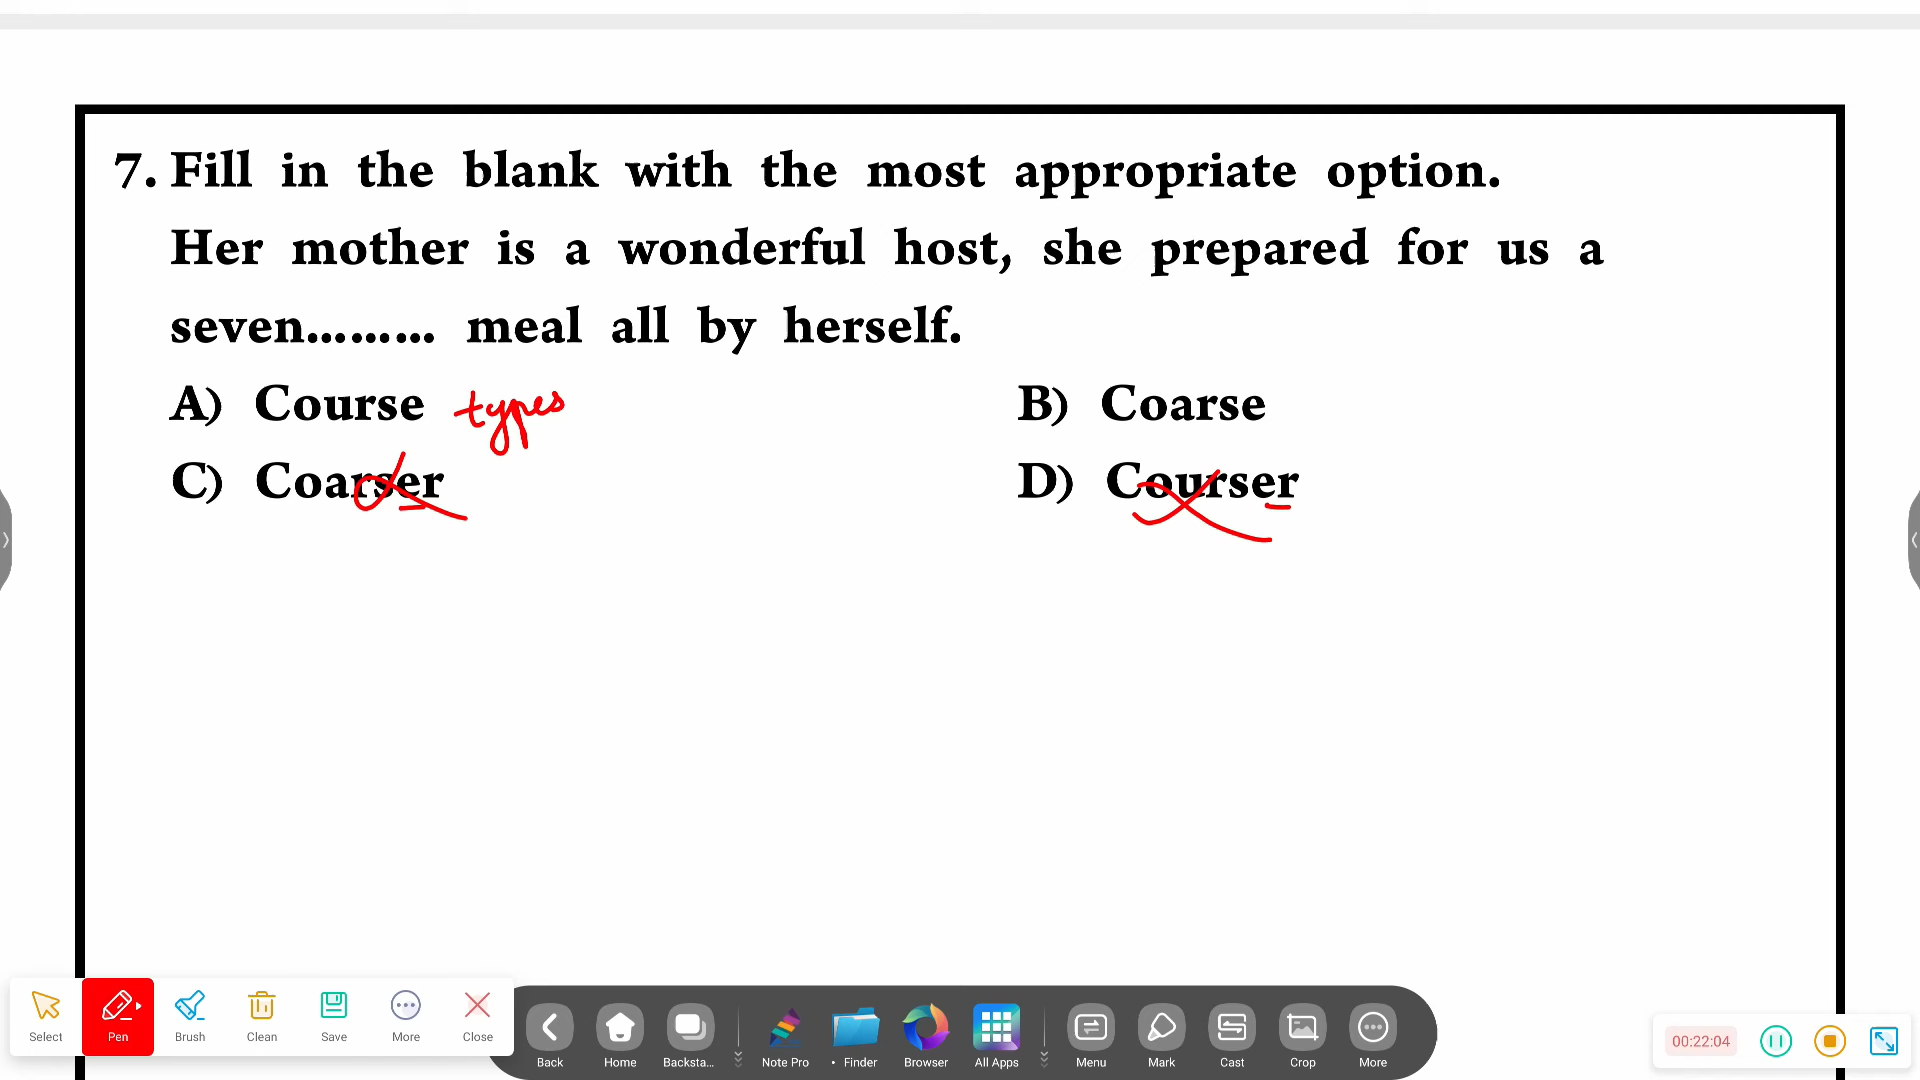 7. Fill in the blank with the most appropriate option.
Her mother is a wonderful host, she prepared for us a
seven......... meal all by herself.
A) Course types
B) Coarse
C) Coarser
D) Courser
Select
Pen
Brush
Clean
Save
More
Close
Back
Home
Backsta...
Note Pro
• Finder
Browser
All Apps
Menu
Mark
Cast
Crop
More
00:22:04